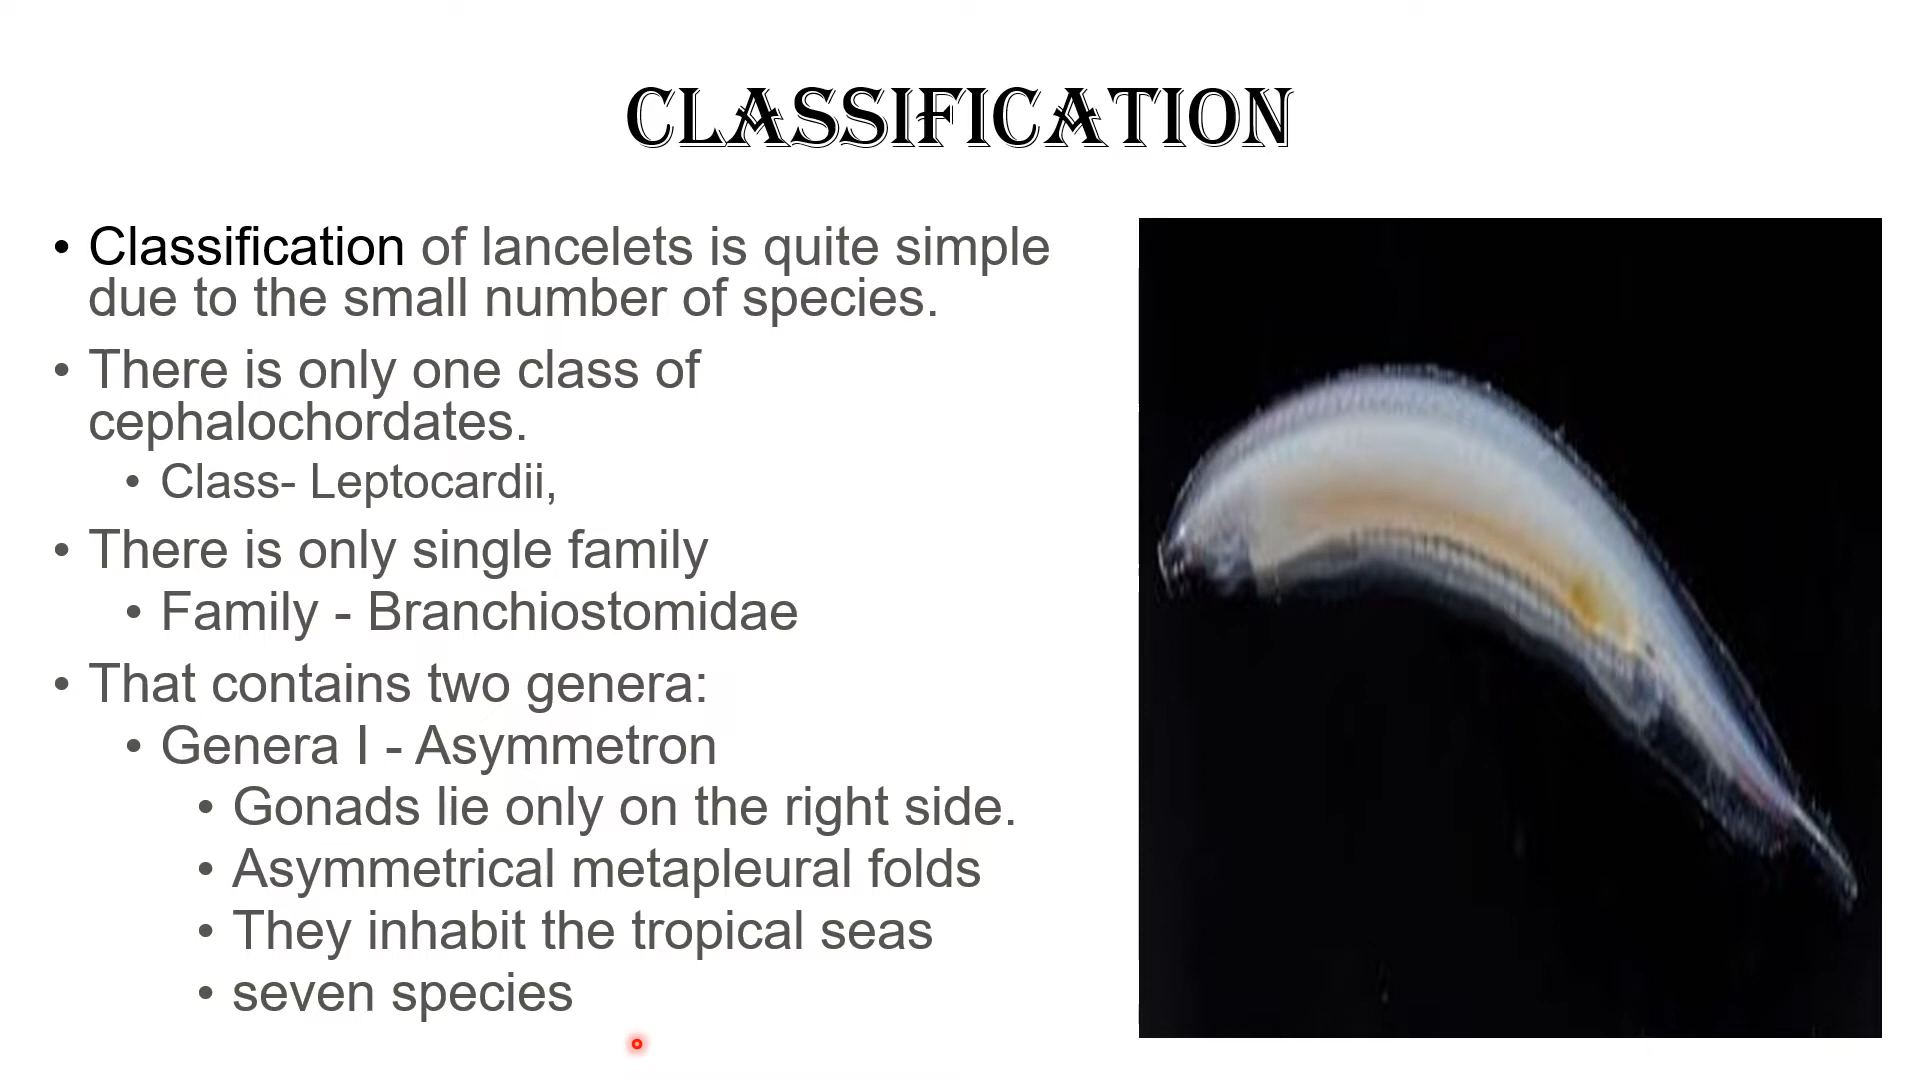 CLASSIFICATION
• Classification of lancelets is quite simple
due to the small number of species.
• There is only one class of
cephalochordates.
• Class- Leptocardii,
• There is only single family
• Family - Branchiostomidae
• That contains two genera:
• Genera I - Asymmetron
• Gonads lie only on the right side.
• Asymmetrical metapleural folds
• They inhabit the tropical seas
• seven species